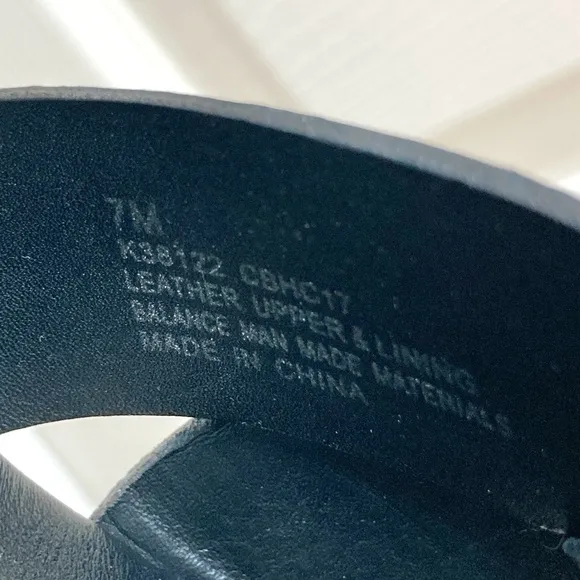 7M
K38122 CBHC17
LEATHER UPPER & LINING
BALANCE MAN MADE MATERIALS
MADE IN CHINA